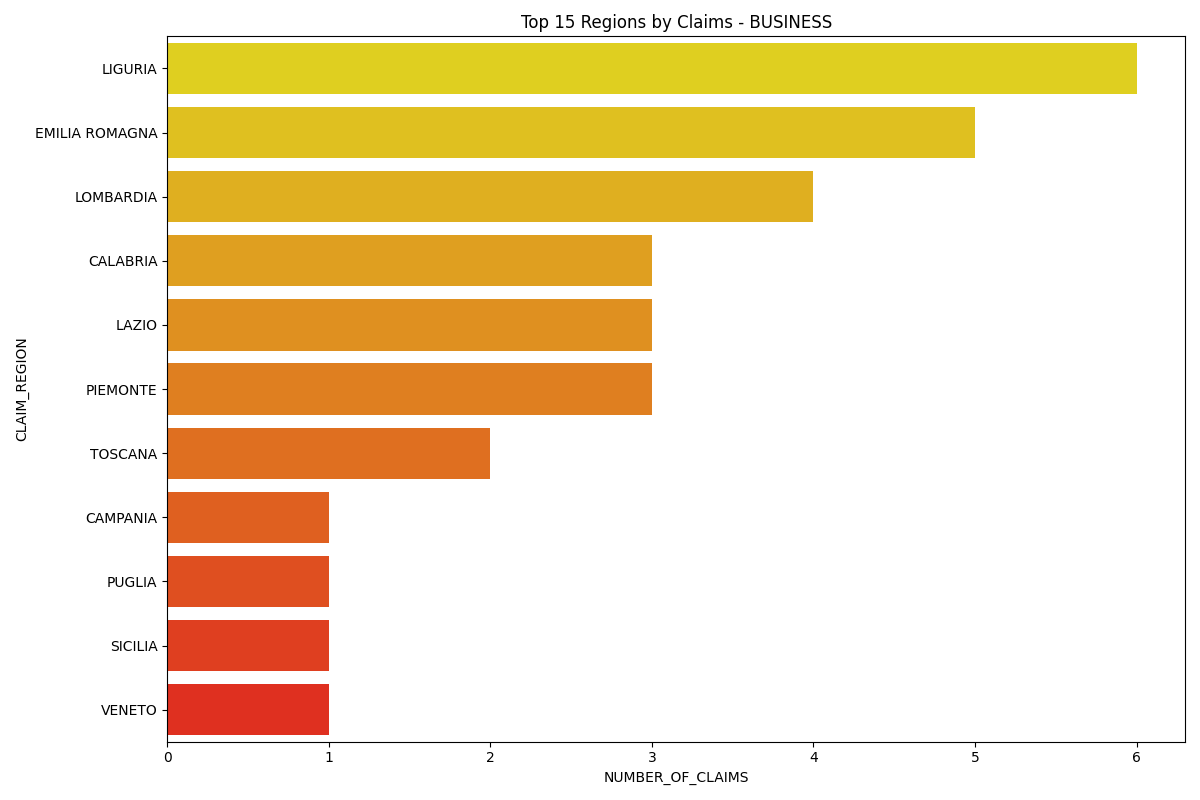 Top 15 Regions by Claims - BUSINESS
CLAIM_REGION
LIGURIA
EMILIA ROMAGNA
LOMBARDIA
CALABRIA
LAZIO
PIEMONTE
TOSCANA
CAMPANIA
PUGLIA
SICILIA
VENETO
0 1 2 3 4 5 6
NUMBER_OF_CLAIMS